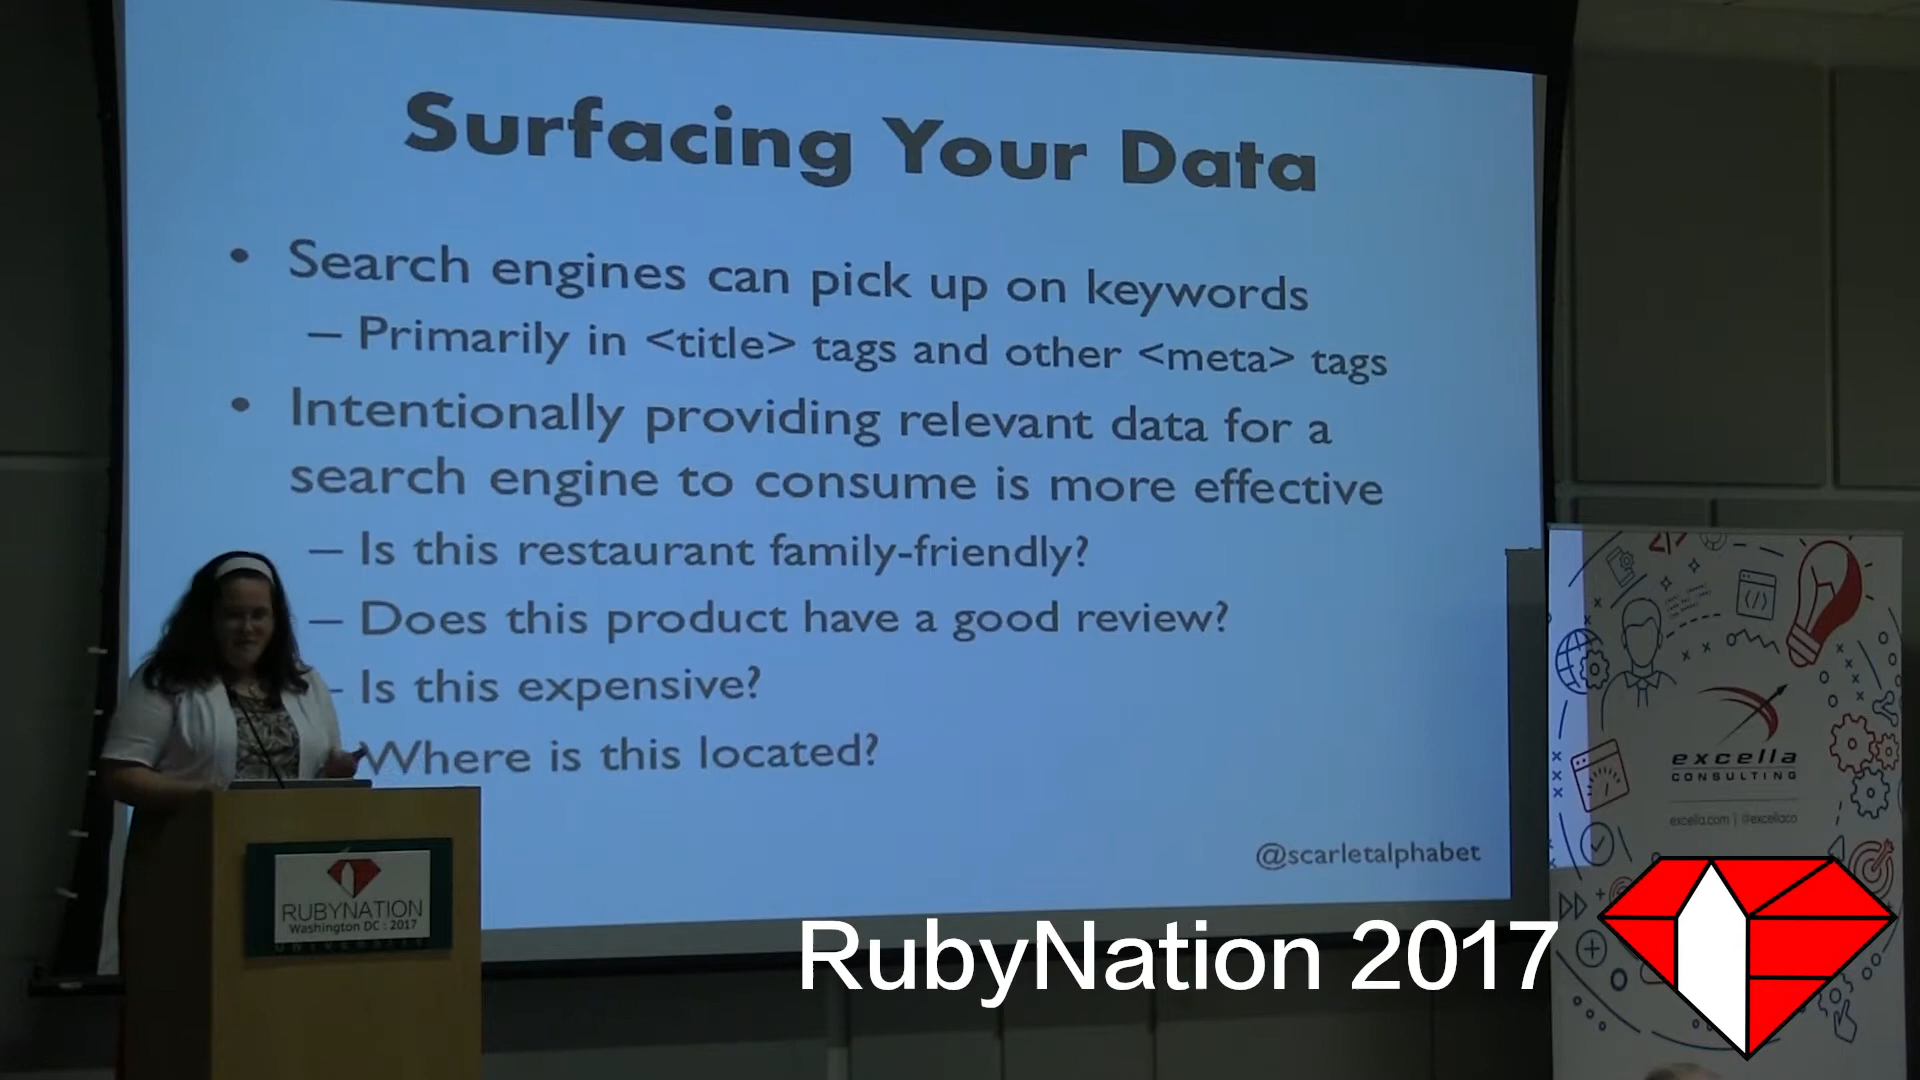 Surfacing Your Data
• Search engines can pick up on keywords
– Primarily in <title> tags and other <meta> tags
• Intentionally providing relevant data for a
search engine to consume is more effective
– Is this restaurant family-friendly?
– Does this product have a good review?
– Is this expensive?
Where is this located?
@scarletalphabet
excella
CONSULTING
excella.com | @excellaco
RUBYNATION
Washington DC : 2017
RubyNation 2017